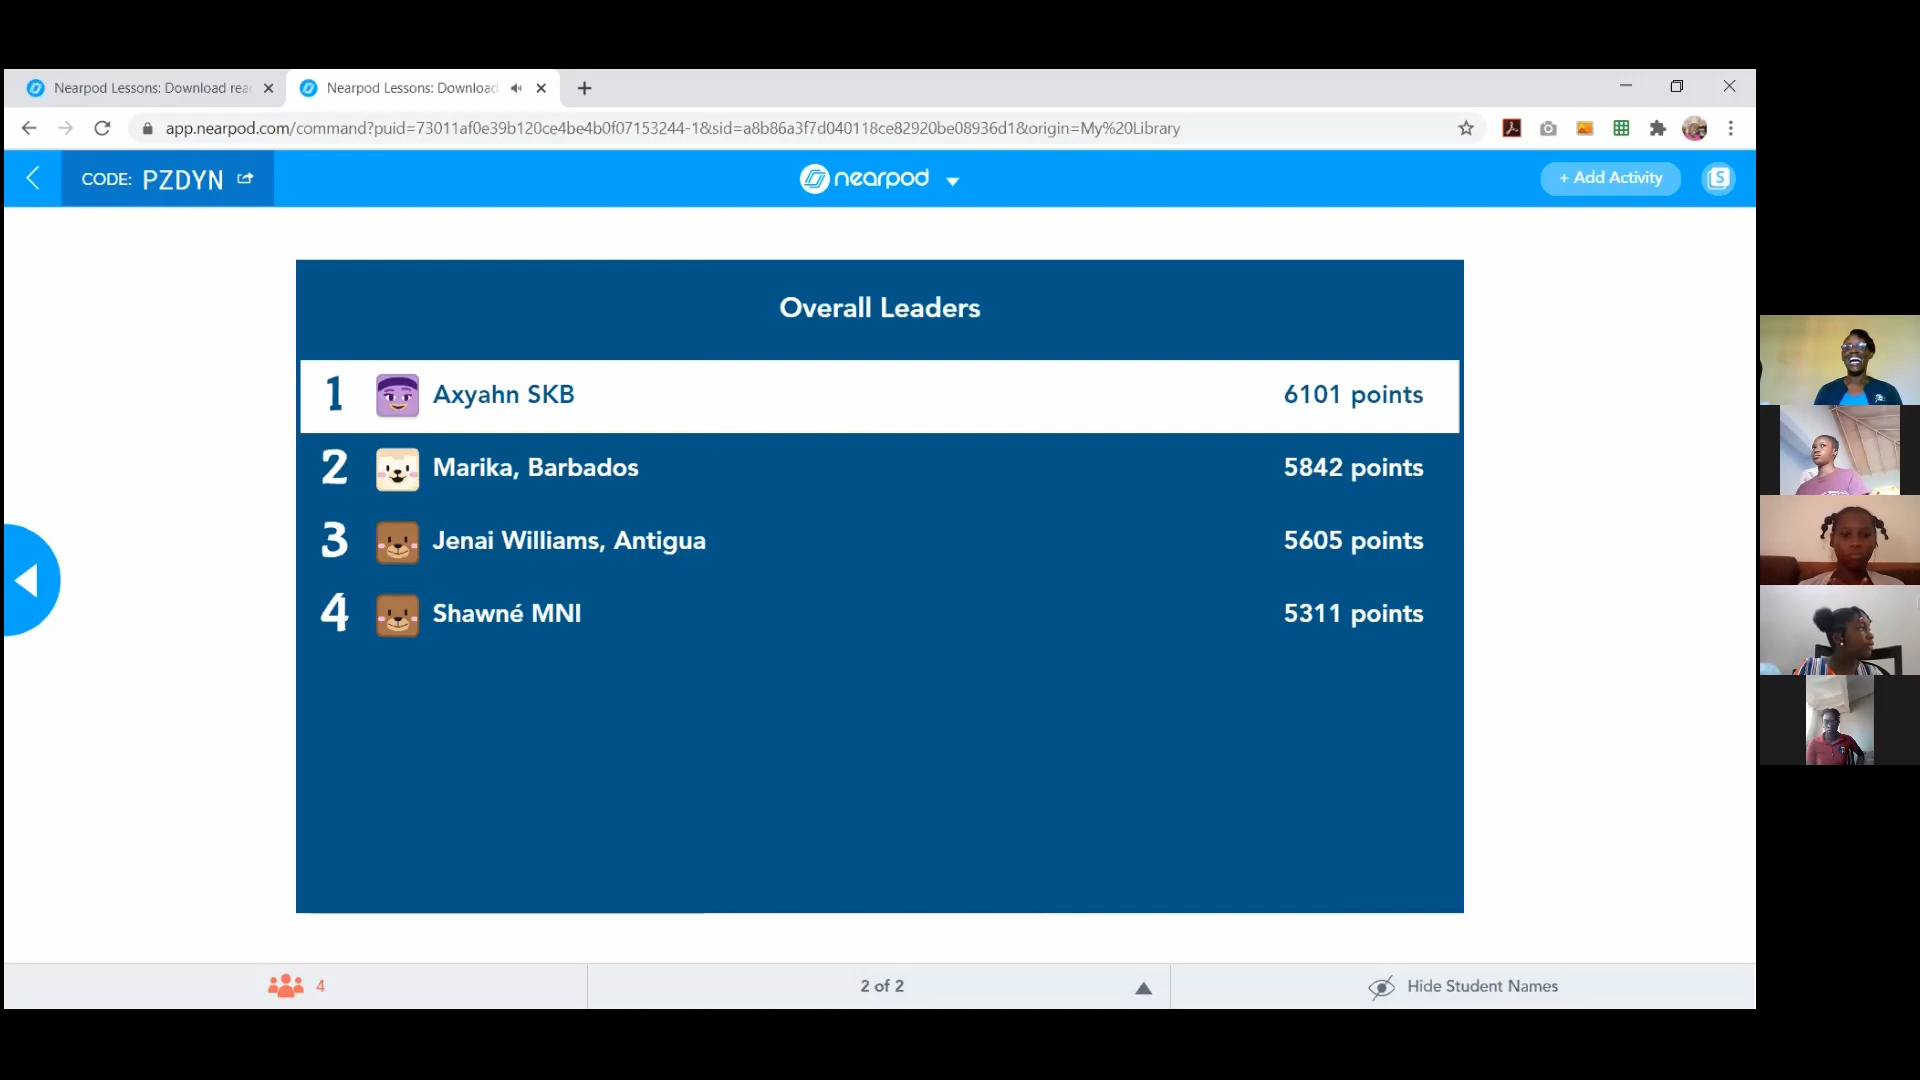 Nearpod Lessons: Download rea
Nearpod Lessons: Download
app.nearpod.com/command?puid=73011af0e39b120ce4be4b0f07153244-1&sid=a8b86a3f7d040118ce82920be08936d1&origin=My%20Library
CODE: PZDYN
nearpod
+ Add Activity
S
Overall Leaders
1 Axyahn SKB 6101 points
2 Marika, Barbados 5842 points
3 Jenai Williams, Antigua 5605 points
4 Shawné MNI 5311 points
4
2 of 2
Hide Student Names